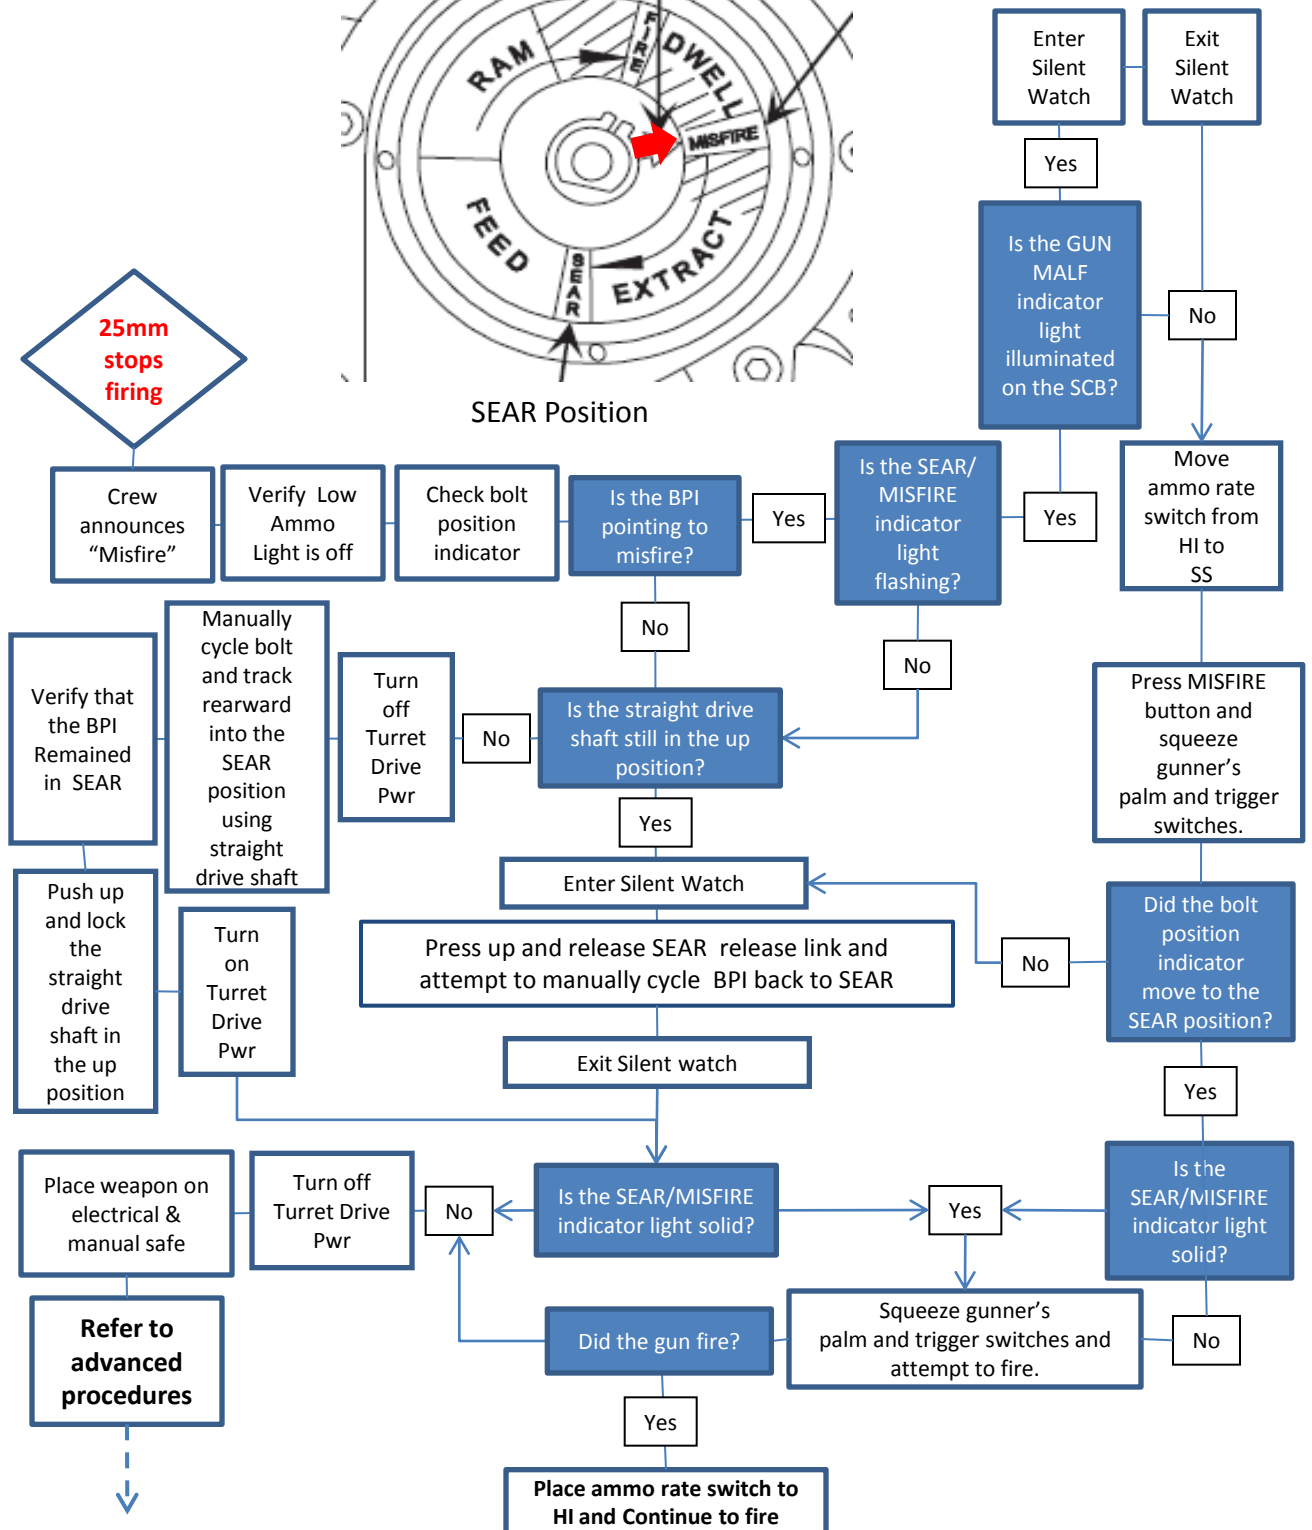 FIRE
RAM
DWELL
MISFIRE
FEED
SEAR
EXTRACT
SEAR Position
Enter
Silent
Watch
Exit
Silent
Watch
Yes
Is the GUN
MALF
indicator
light
illuminated
on the SCB?
No
25mm
stops
firing
Crew
announces
“Misfire”
Verify Low
Ammo
Light is off
Check bolt
position
indicator
Is the BPI
pointing to
misfire?
Yes
Is the SEAR/
MISFIRE
indicator
light
flashing?
Yes
Move
ammo rate
switch from
HI to
SS
No
No
Verify that
the BPI
Remained
in SEAR
Manually
cycle bolt
and track
rearward
into the
SEAR
position
using
straight
drive shaft
Turn
off
Turret
Drive
Pwr
No
Is the straight drive
shaft still in the up
position?
Press MISFIRE
button and
squeeze
gunner’s
palm and trigger
switches.
Yes
Push up
and lock
the
straight
drive
shaft in
the up
position
Turn
on
Turret
Drive
Pwr
Enter Silent Watch
Press up and release SEAR release link and
attempt to manually cycle BPI back to SEAR
Exit Silent watch
No
Did the bolt
position
indicator
move to the
SEAR position?
Yes
Place weapon on
electrical &
manual safe
Turn off
Turret Drive
Pwr
No
Is the SEAR/MISFIRE
indicator light solid?
Yes
Is the
SEAR/MISFIRE
indicator light
solid?
Refer to
advanced
procedures
Did the gun fire?
Squeeze gunner’s
palm and trigger switches and
attempt to fire.
No
Yes
Place ammo rate switch to
HI and Continue to fire